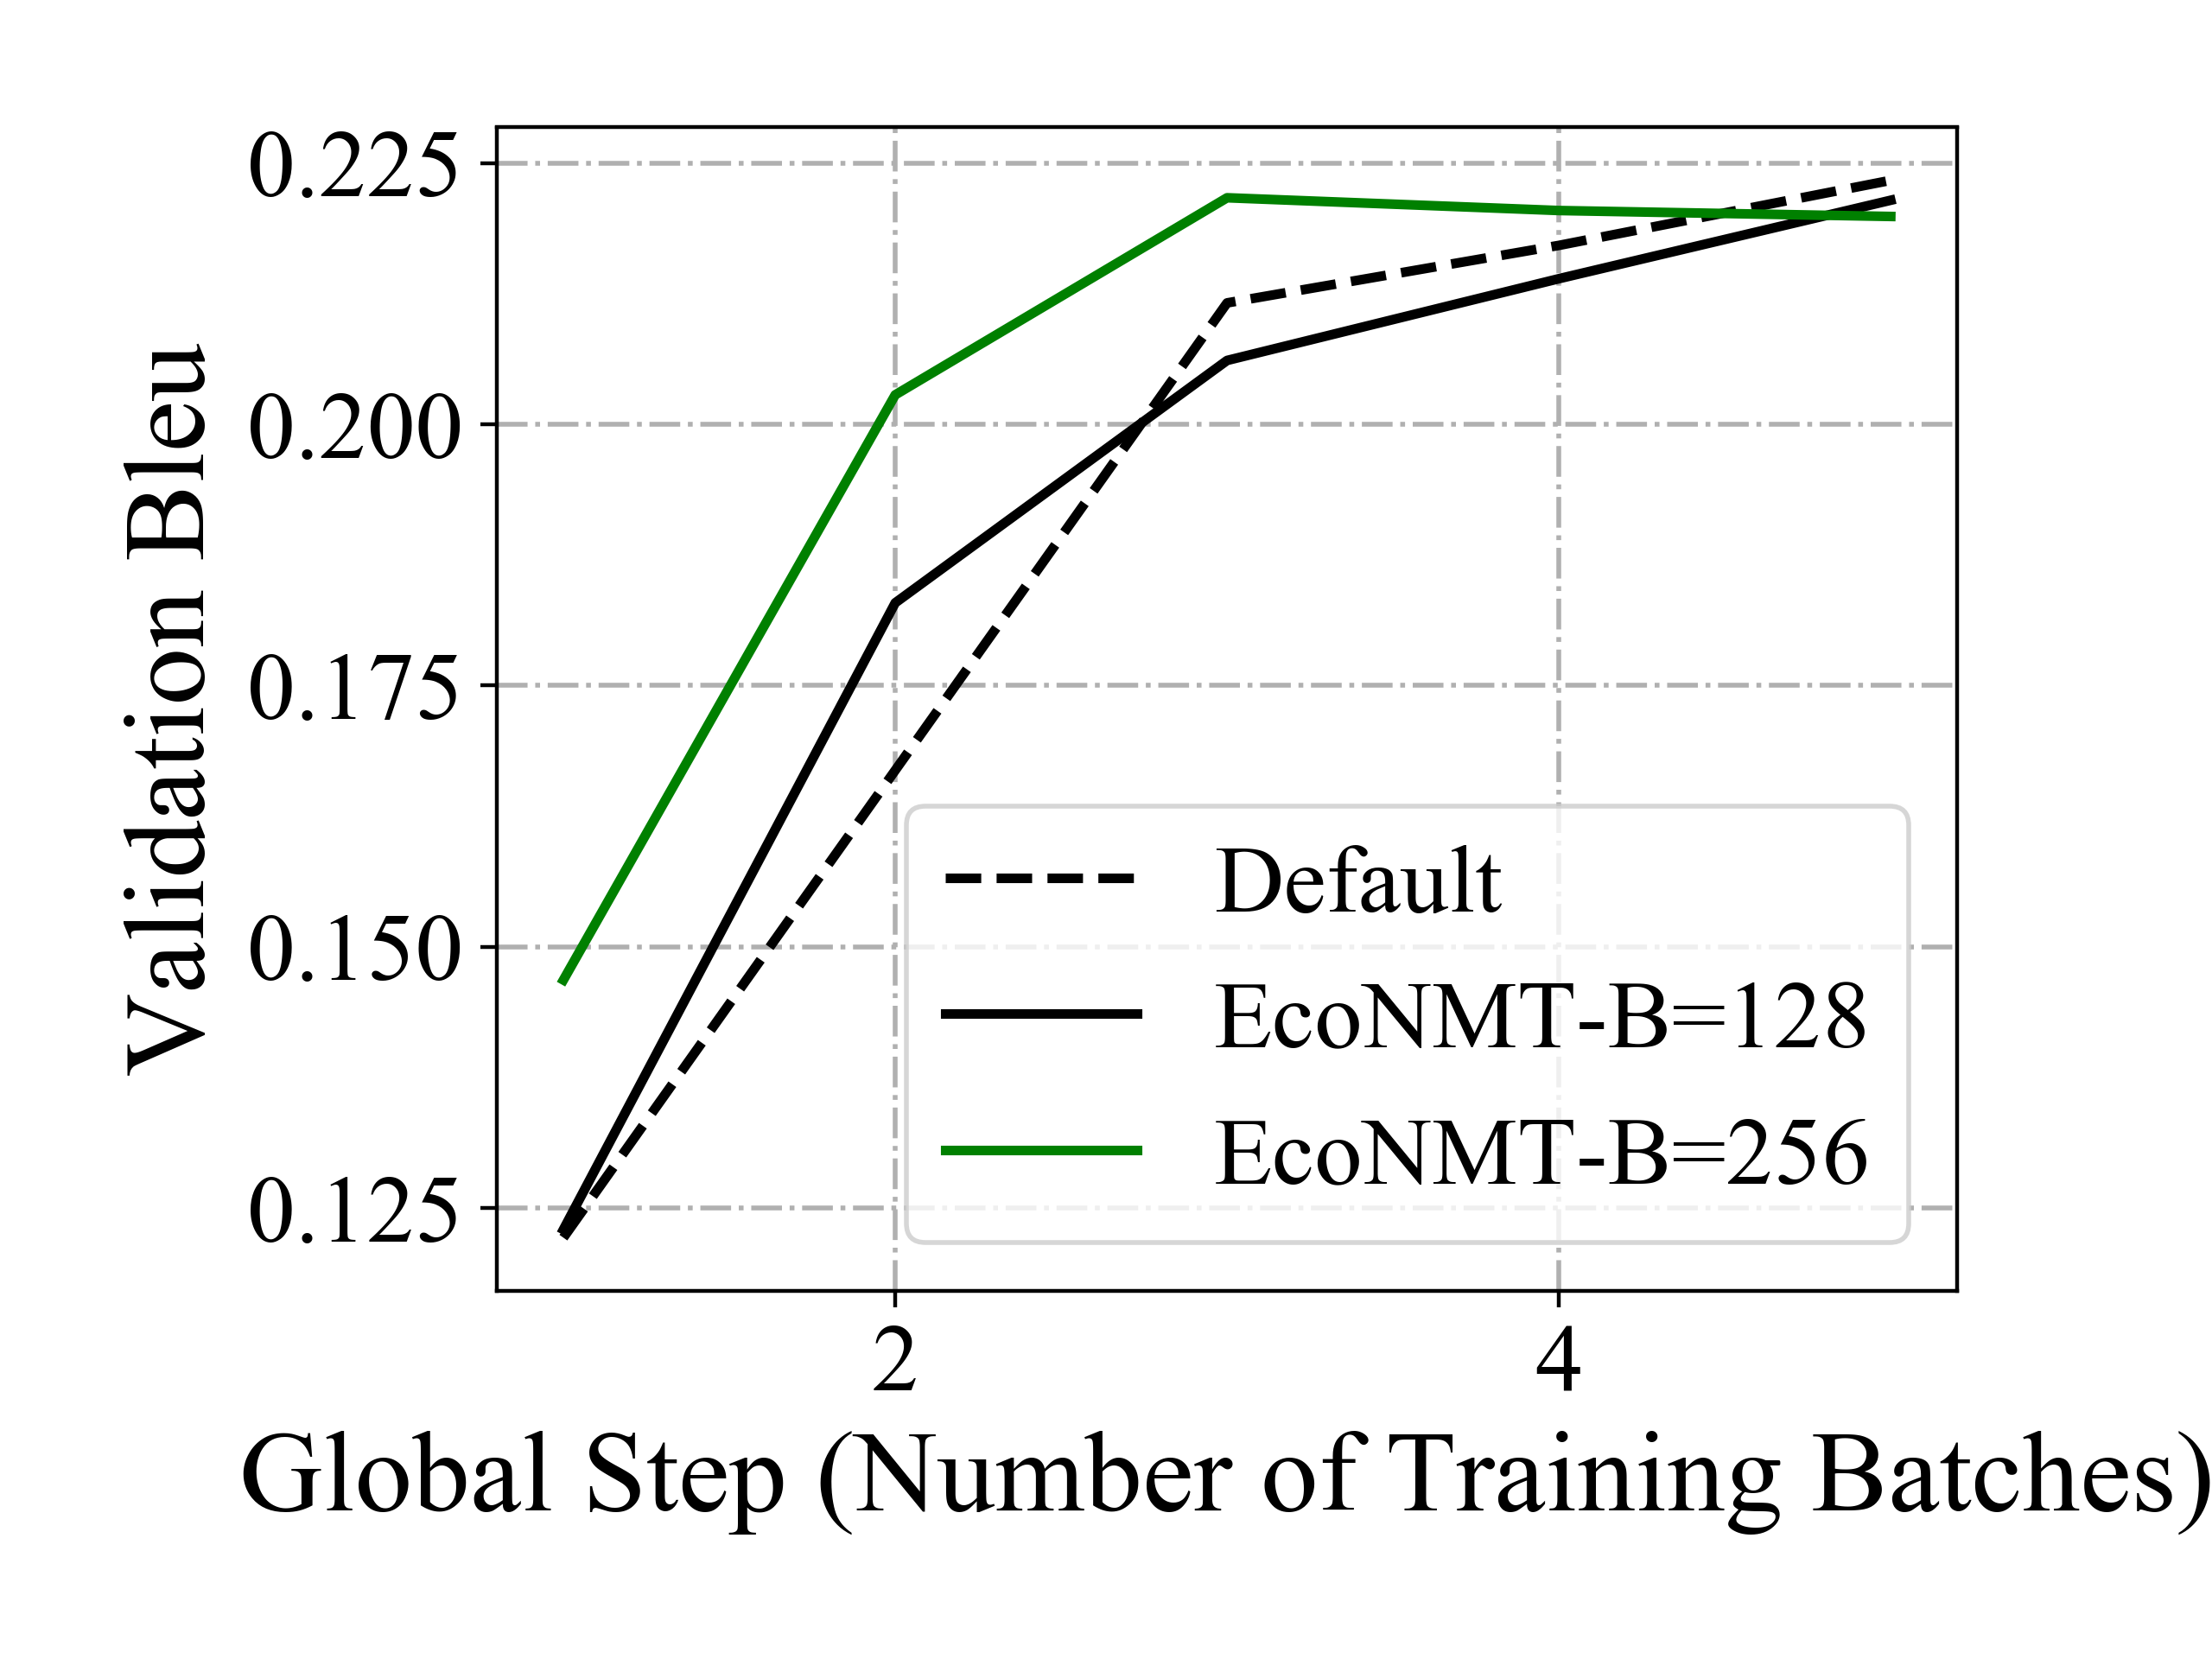 0.225
0.200
0.175
0.150
0.125
Validation Bleu
Default
EcoNMT-B=128
EcoNMT-B=256
2 4
Global Step (Number of Training Batches)